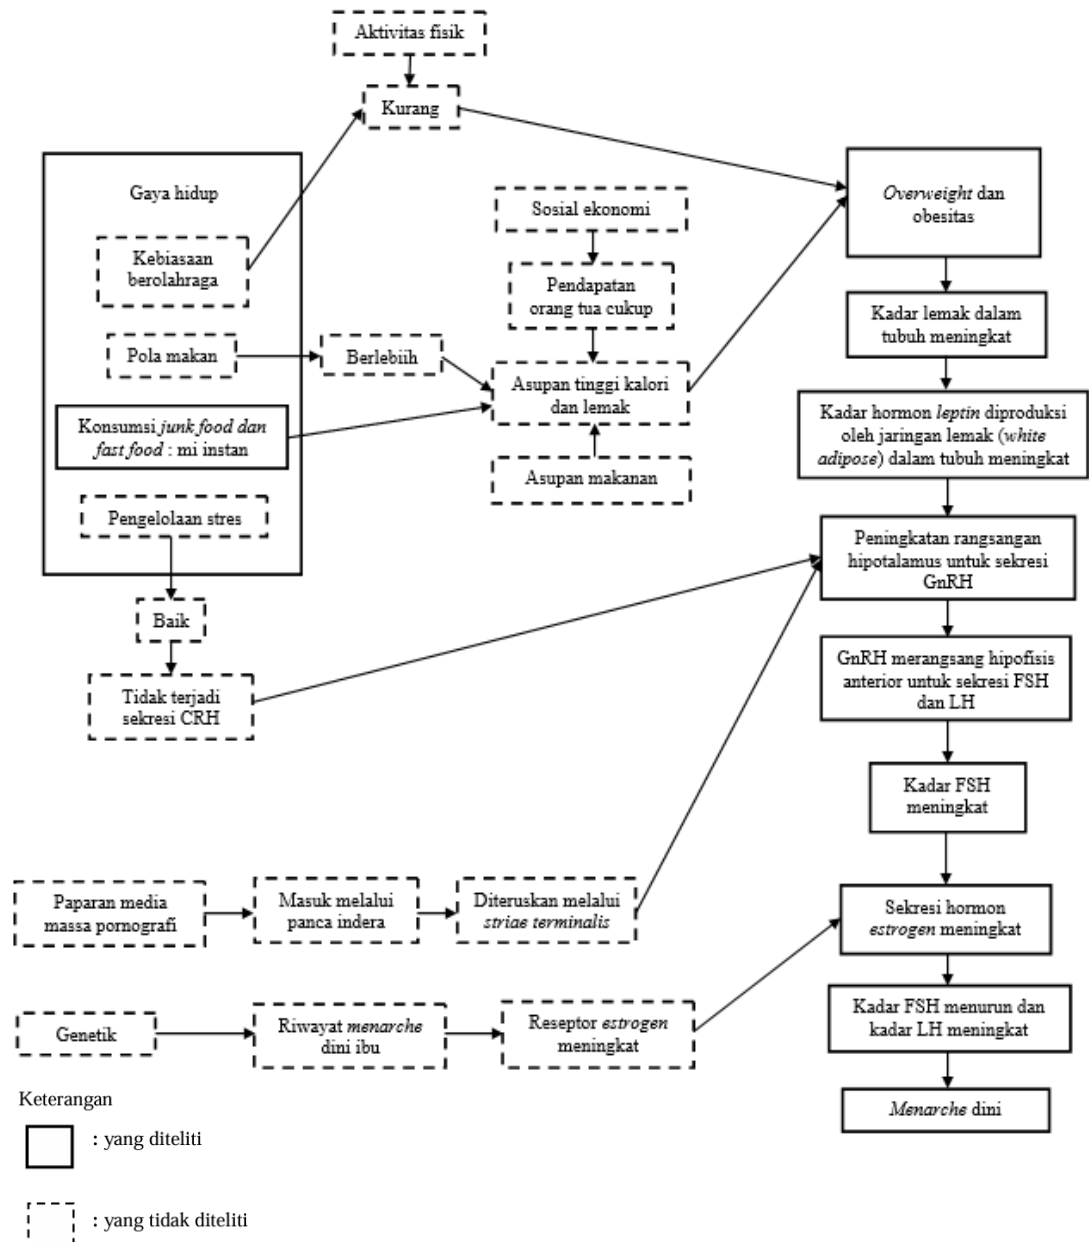 Aktivitas fisik
Kurang
Gaya hidup
Kebiasaan
berolahraga
Pola makan
Konsumsi junk food dan
fast food : mi instan
Pengelolaan stres
Baik
Tidak terjadi
sekresi CRH
Berlebiih
Sosial ekonomi
Pendapatan
orang tua cukup
Asupan tinggi kalori
dan lemak
Asupan makanan
Overweight dan
obesitas
Kadar lemak dalam
tubuh meningkat
Kadar hormon leptin diproduksi
oleh jaringan lemak (white
adipose) dalam tubuh meningkat
Peningkatan rangsangan
hipotalamus untuk sekresi
GnRH
GnRH merangsang hipofisis
anterior untuk sekresi FSH
dan LH
Kadar FSH
meningkat
Paparan media
massa pornografi
Masuk melalui
panca indera
Diteruskan melalui
striae terminalis
Sekresi hormon
estrogen meningkat
Genetik
Riwayat menarche
dini ibu
Reseptor estrogen
meningkat
Kadar FSH menurun dan
kadar LH meningkat
Menarche dini
Keterangan
: yang diteliti
: yang tidak diteliti